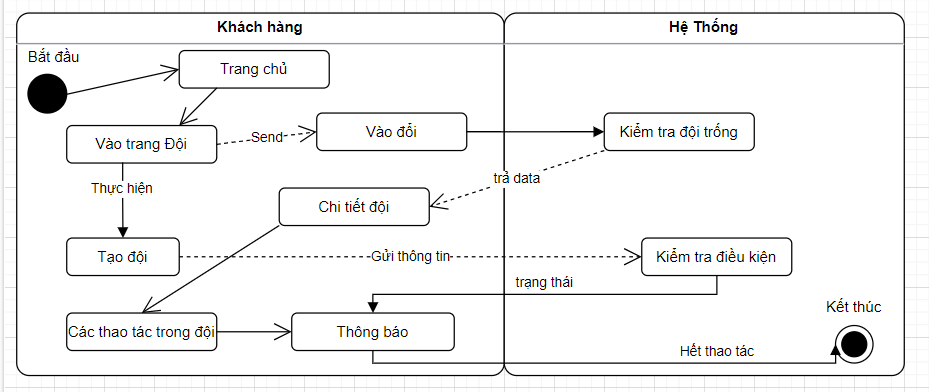 Khách hàng
Hệ Thống
Bắt đầu
Trang chủ
Vào trang Đội
Send
Vào đổi
Kiểm tra đội trống
Thực hiện
trả data
Chi tiết đội
Tạo đội
Gửi thông tin
Kiểm tra điều kiện
trạng thái
Các thao tác trong đội
Thông báo
Kết thúc
Hết thao tác